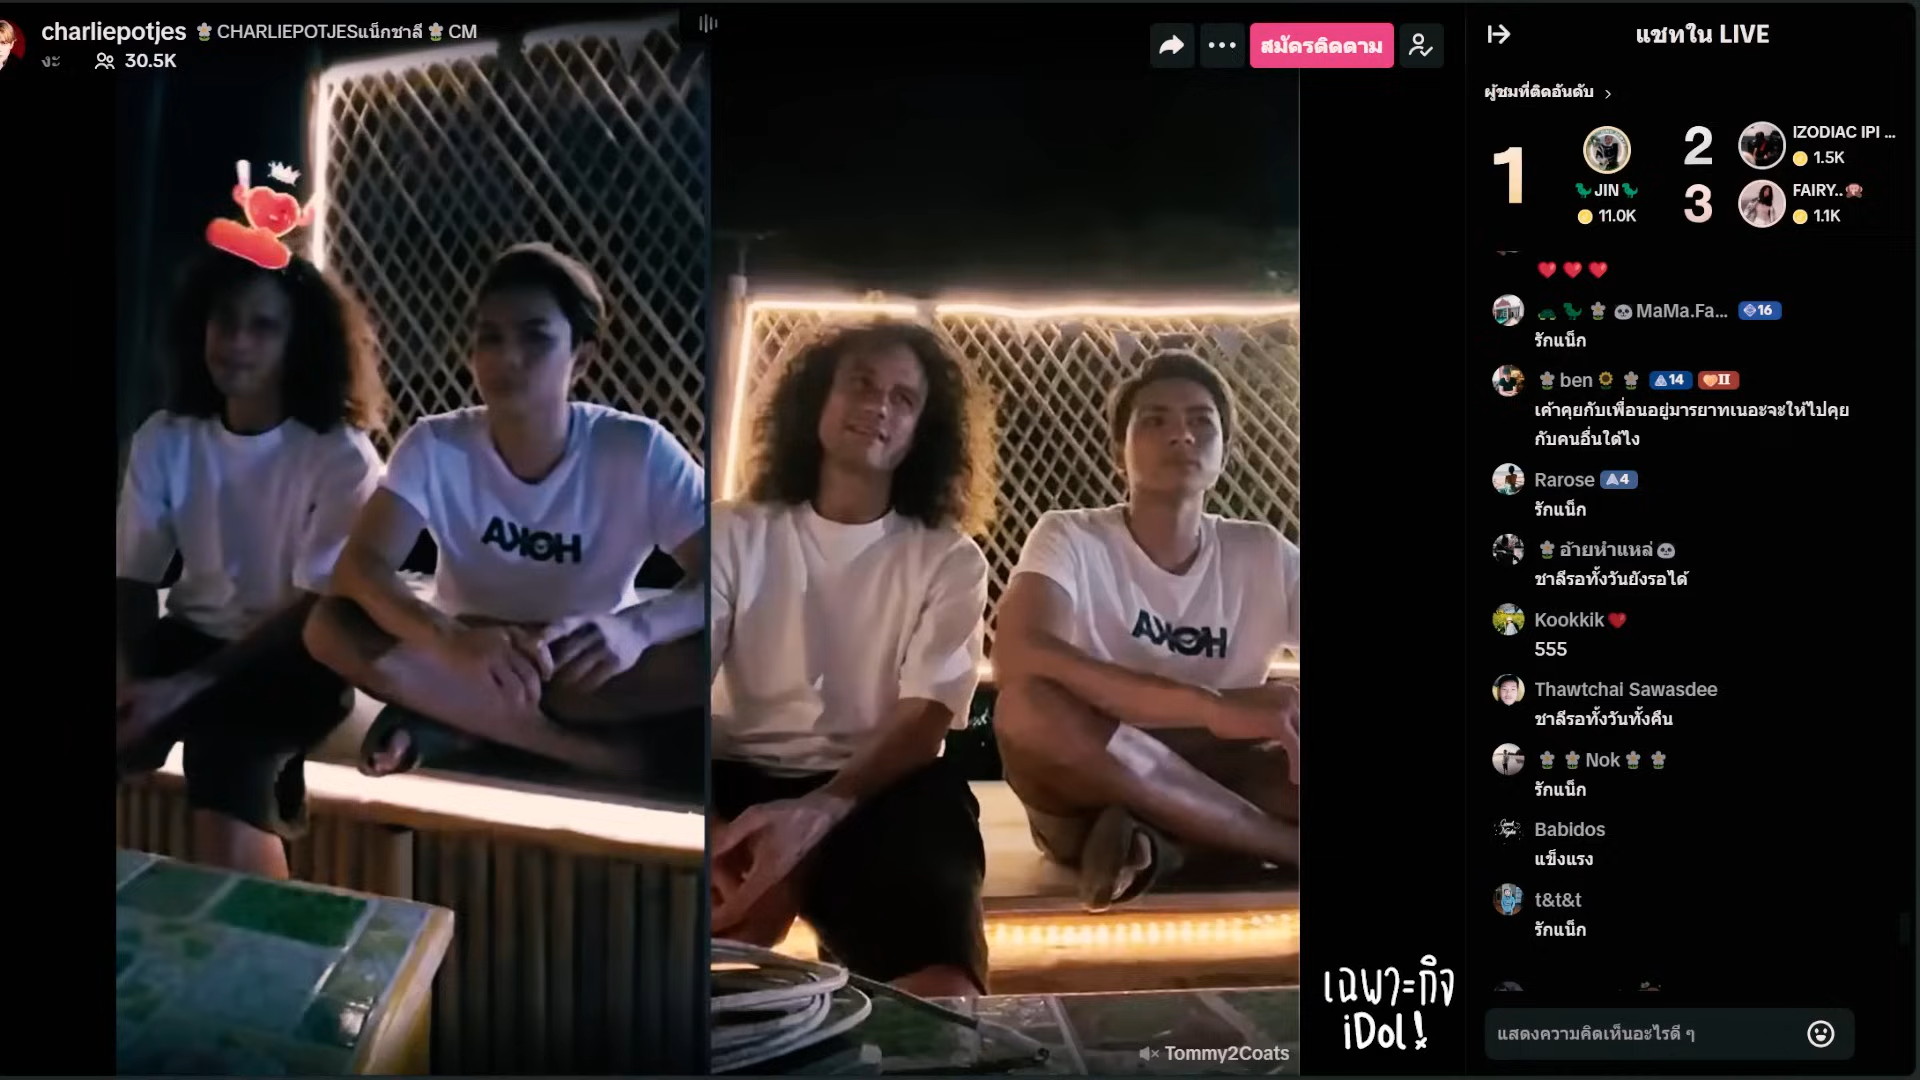 charliepotjes CHARLIEPOTJESแน็กชาลี CM
งะ 30.5K
สมัครติดตาม
แชทใน LIVE
ผู้ชมที่ติดอันดับ
1
JIN
11.0K
2
IZODIAC IPI ...
1.5K
3
FAIRY..
1.1K
MaMa.Fa... 16
รักแน็ก
ben 14 II
เค้าคุยกับเพื่อนอยู่มารยาทเนอะจะให้ไปคุย
กับคนอื่นได้ไง
Rarose 4
รักแน็ก
อ้ายหำแหล่
ชาลีรอทั้งวันยังรอได้
Kookkik
555
Thawtchai Sawasdee
ชาลีรอทั้งวันทั้งคืน
Nok
รักแน็ก
Babidos
แข็งแรง
t&t&t
รักแน็ก
แสดงความคิดเห็นอะไรดี ๆ
HOKA
HOKA
เฉพาะกิจ
iDol!
Tommy2Coats